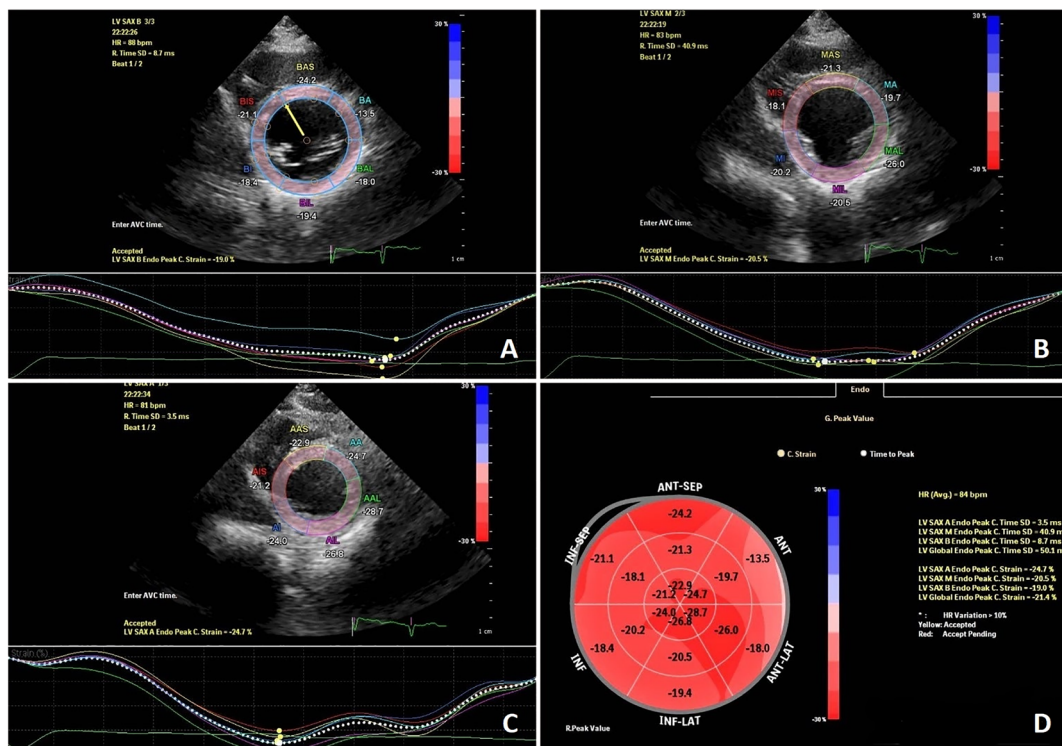 LV SAX B 3/3
22:22:26
HR = 88 bpm
R. Time SD = 8.7 ms
Beat 1 / 2
30 %
-30 %
BAS
-24.2
BIS
-21.1
BA
-13.5
BI
-18.4
BAL
-18.0
-19.4
Enter AVC time.
Accepted
LV SAX B Endo Peak C. Strain = -19.0 %
1 cm
A
LV SAX M 2/3
22:22:19
HR = 83 bpm
R. Time SD = 40.9 ms
Beat 1 / 2
30 %
-30 %
MAS
-21.3
MIS
-18.1
MA
-19.7
MI
-20.2
MAL
-26.0
MIL
-20.5
Enter AVC time.
Accepted
LV SAX M Endo Peak C. Strain = -20.5 %
1 cm
B
LV SAX A 1/3
22:22:34
HR = 81 bpm
R. Time SD = 3.5 ms
Beat 1 / 2
30 %
-30 %
AAS
-22.9
AIS
-21.2
AA
-24.7
AI
-24.0
AAL
-28.7
AIL
-26.8
Enter AVC time.
Accepted
LV SAX A Endo Peak C. Strain = -24.7 %
1 cm
Strain (%)
C
Endo
G. Peak Value
C. Strain
Time to Peak
ANT-SEP
INF-SEP
ANT
INF
ANT-LAT
INF-LAT
-24.2
-21.1
-21.3
-13.5
-18.1
-19.7
-22.9
-21.2 -24.7
-24.0 -28.7
-26.8
-20.2
-26.0
-18.4
-20.5
-18.0
-19.4
30 %
-30 %
HR (Avg.) = 84 bpm
LV SAX A Endo Peak C. Time SD = 3.5 ms
LV SAX M Endo Peak C. Time SD = 40.9 m
LV SAX B Endo Peak C. Time SD = 8.7 ms
LV Global Endo Peak C. Time SD = 50.1
LV SAX A Endo Peak C. Strain = -24.7 %
LV SAX M Endo Peak C. Strain = -20.5 %
LV SAX B Endo Peak C. Strain = -19.0 %
LV Global Endo Peak C. Strain = -21.4 %
* : HR Variation > 10%
Yellow: Accepted
Red: Accept Pending
R.Peak Value
D